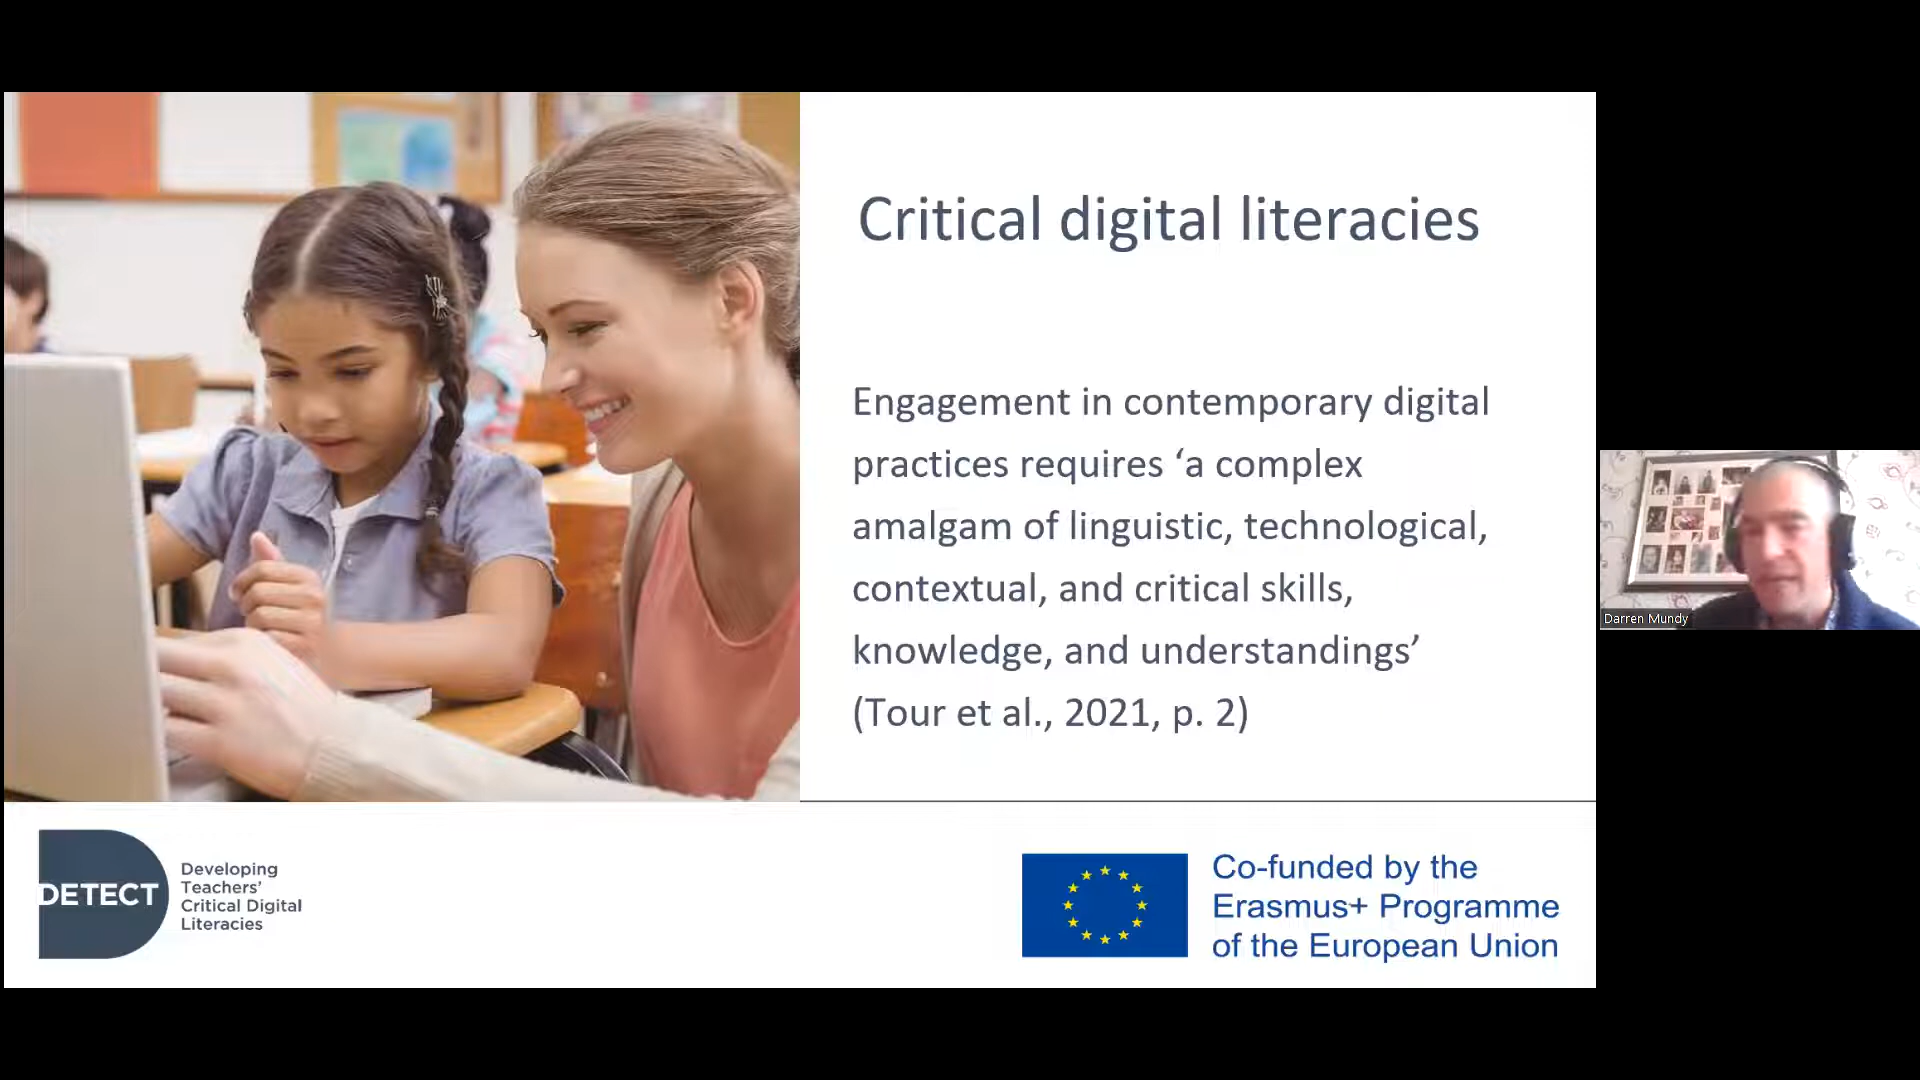 Critical digital literacies
Engagement in contemporary digital
practices requires ‘a complex
amalgam of linguistic, technological,
contextual, and critical skills,
knowledge, and understandings’
(Tour et al., 2021, p. 2)
Darren Mundy
DETECT
Developing
Teachers’
Critical Digital
Literacies
Co-funded by the
Erasmus+ Programme
of the European Union